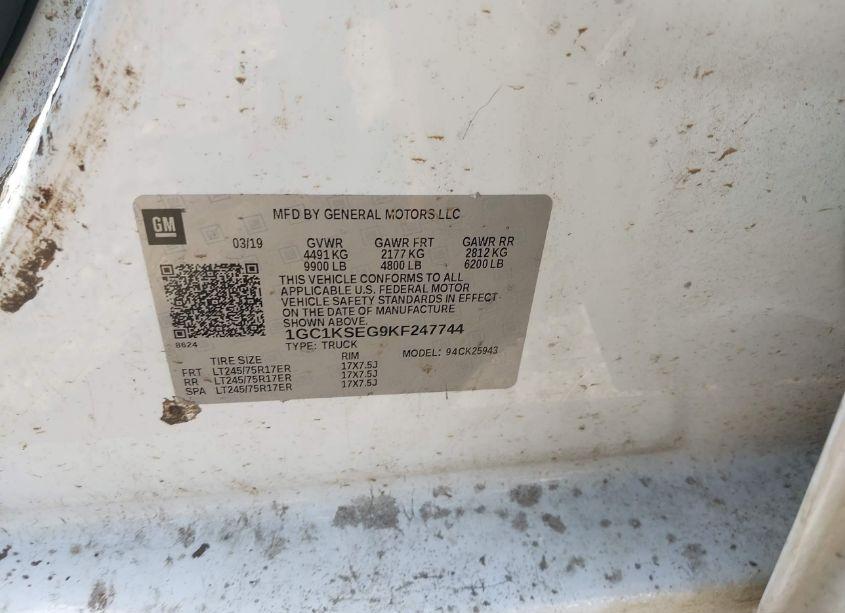 GM
MFD BY GENERAL MOTORS LLC
03/19 GVWR GAWR FRT GAWR RR
4491 KG 2177 KG 2812 KG
9900 LB 4800 LB 6200 LB
THIS VEHICLE CONFORMS TO ALL
APPLICABLE U.S. FEDERAL MOTOR
VEHICLE SAFETY STANDARDS IN EFFECT
ON THE DATE OF MANUFACTURE
SHOWN ABOVE.
8624 1GC1KSEG9KF247744
TYPE: TRUCK MODEL: 94CK25943
TIRE SIZE RIM
FRT LT245/75R17ER 17X7.5J
RR LT245/75R17ER 17X7.5J
SPA LT245/75R17ER 17X7.5J